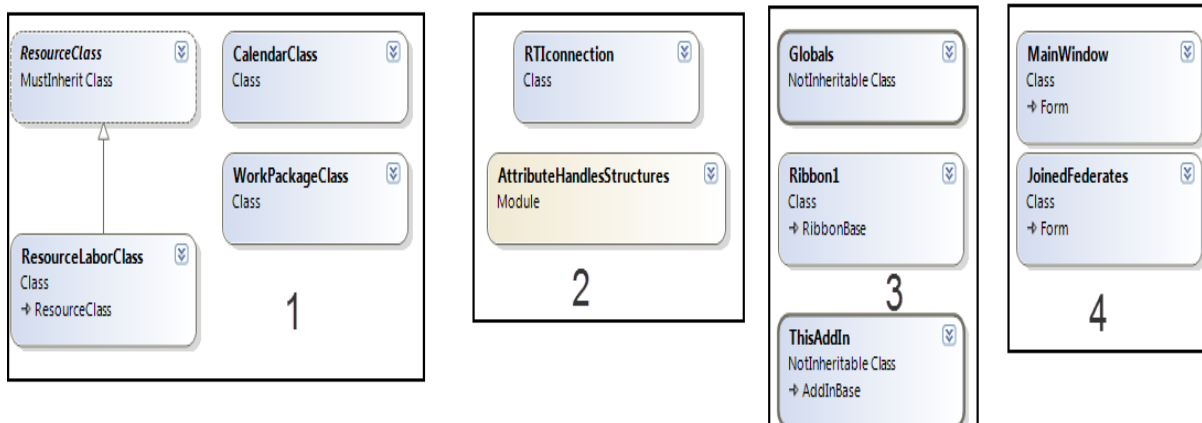 ResourceClass
MustInherit Class
CalendarClass
Class
WorkPackageClass
Class
ResourceLaborClass
Class
ResourceClass
1
RTIconnection
Class
AttributeHandlesStructures
Module
2
Globals
NotInheritable Class
Ribbon1
Class
RibbonBase
3
ThisAddIn
NotInheritable Class
AddInBase
MainWindow
Class
Form
JoinedFederates
Class
Form
4